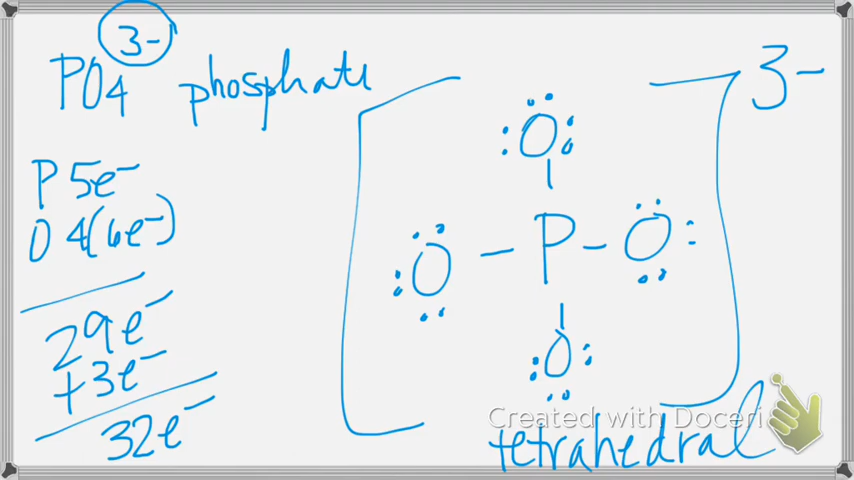 PO4 3- phosphate
P 5e-
O 4(6e-)
29e-
+3e-
32e-
3-
O
O - P - O
O
Created with Doceri
tetrahedral